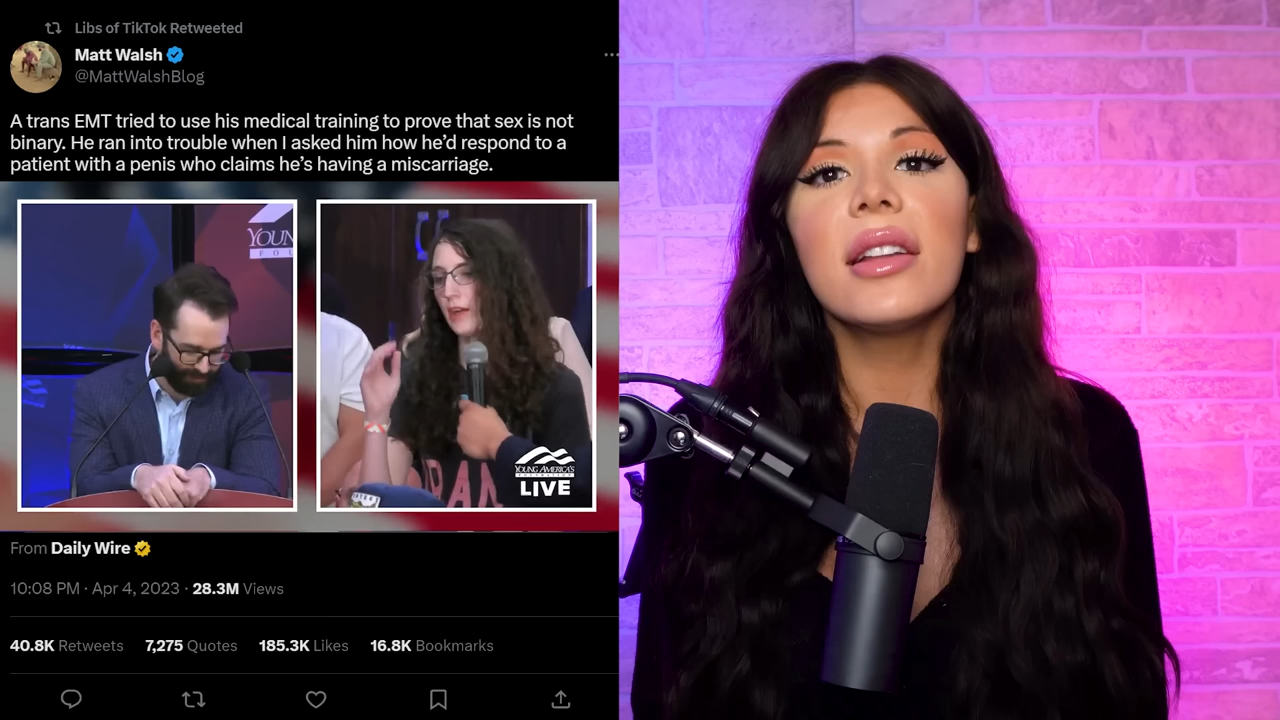 Libs of TikTok Retweeted
Matt Walsh
@MattWalshBlog
A trans EMT tried to use his medical training to prove that sex is not
binary. He ran into trouble when I asked him how he’d respond to a
patient with a penis who claims he’s having a miscarriage.
YOUN
FOU
YOUNG AMERICA'S
FOUNDATION
LIVE
From Daily Wire
10:08 PM · Apr 4, 2023 · 28.3M Views
40.8K Retweets 7,275 Quotes 185.3K Likes 16.8K Bookmarks